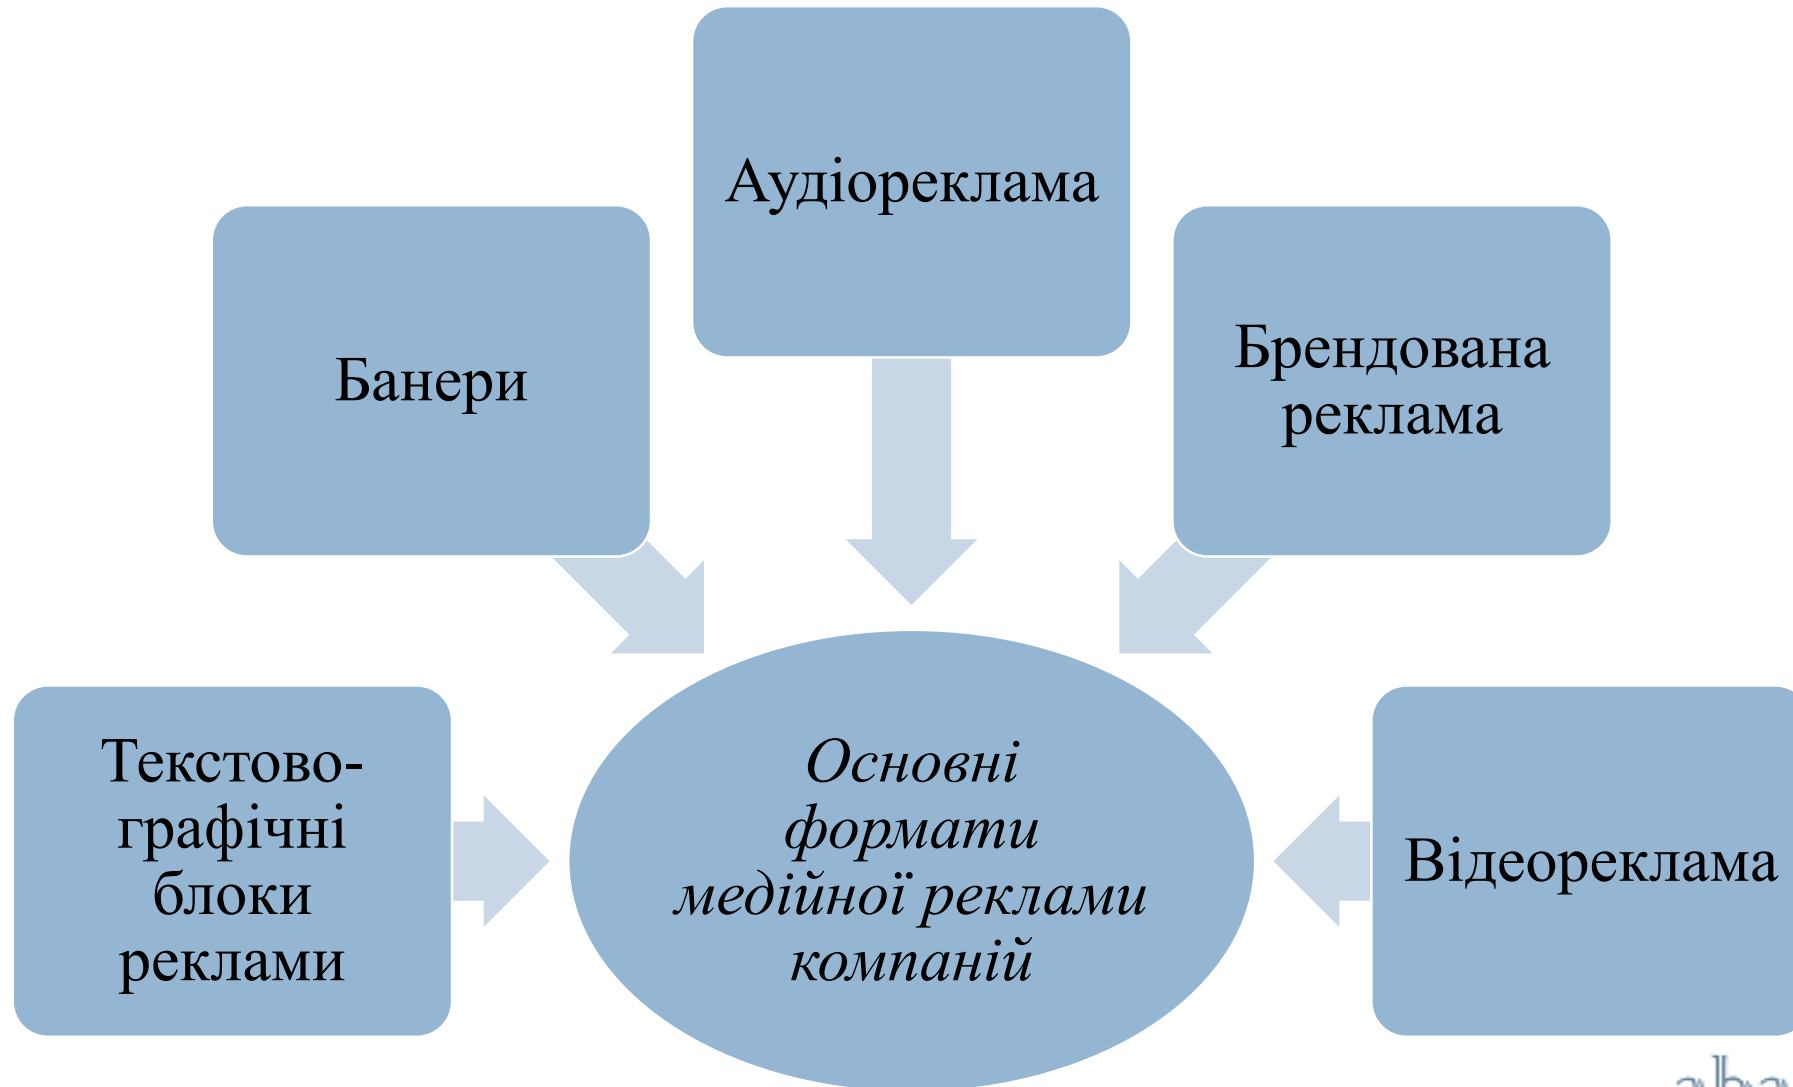 Аудіореклама
Банери
Брендована
реклама
Текстово-
графічні
блоки
реклами
Основні
формати
медійної реклами
компаній
Відеореклама